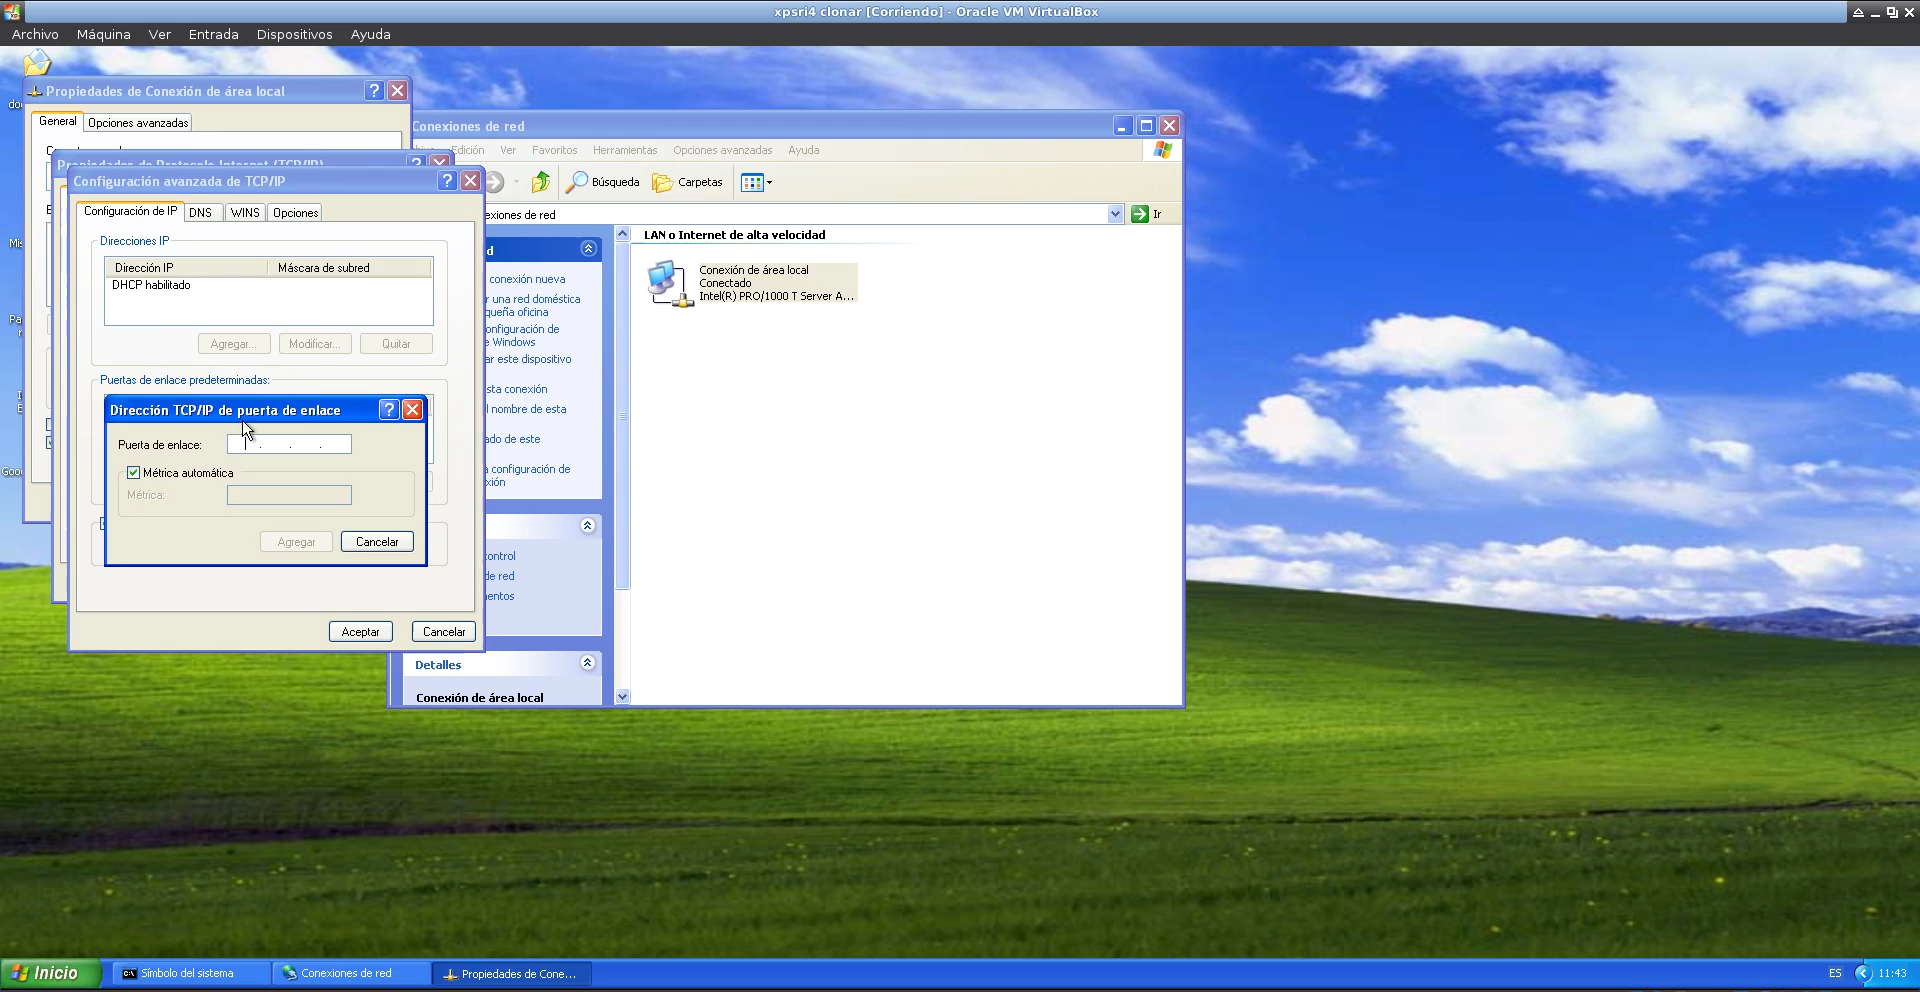 xpsri4 clonar [Corriendo] - Oracle VM VirtualBox
Archivo Máquina Ver Entrada Dispositivos Ayuda
Propiedades de Conexión de área local
General Opciones avanzadas
Propiedades de Protocolo Internet (TCP/IP)
Configuración avanzada de TCP/IP
Configuración de IP DNS WINS Opciones
Direcciones IP
Dirección IP Máscara de subred
DHCP habilitado
Agregar... Modificar... Quitar
Puertas de enlace predeterminadas:
Dirección TCP/IP de puerta de enlace
Puerta de enlace: . . .
Métrica automática
Métrica:
Agregar Cancelar
Aceptar Cancelar
Conexiones de red
Edición Ver Favoritos Herramientas Opciones avanzadas Ayuda
Búsqueda Carpetas
exiones de red Ir
d
conexión nueva
r una red doméstica
queña oficina
onfiguración de
e Windows
ar este dispositivo
sta conexión
l nombre de esta
ado de este
a configuración de
xión
ontrol
de red
mentos
Detalles
Conexión de área local
LAN o Internet de alta velocidad
Conexión de área local
Conectado
Intel(R) PRO/1000 T Server A...
Inicio
Símbolo del sistema
Conexiones de red
Propiedades de Cone...
ES 11:43